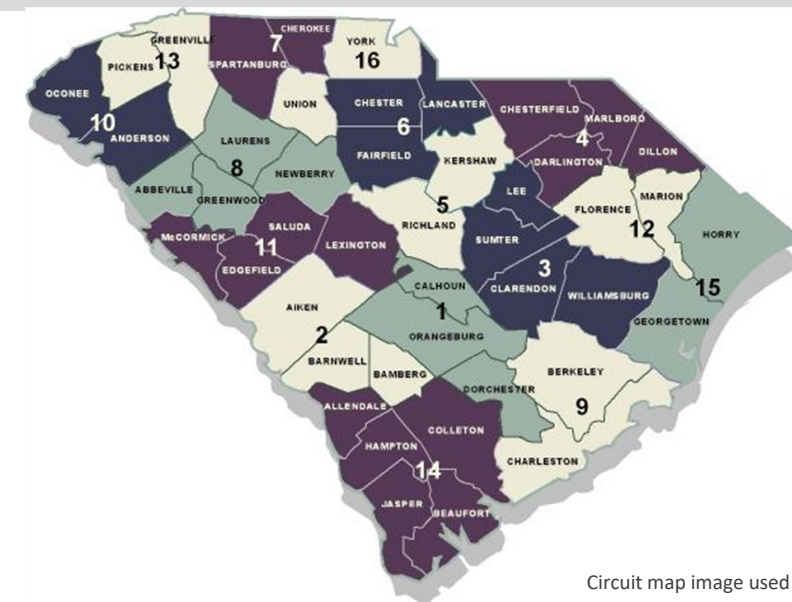 CHEROKEE
GREENVILLE
7
YORK
PICKENS
13
SPARTANBURG
16
OCONEE
UNION
CHESTER
LANCASTER
CHESTERFIELD
MARLBORO
10
ANDERSON
6
4
LAURENS
DILLON
8
FAIRFIELD
KERSHAW
DARLINGTON
NEWBERRY
ABBEVILLE
LEE
MARION
GREENWOOD
5
FLORENCE
12
SALUDA
RICHLAND
HORRY
McCORMICK
11
LEXINGTON
SUMTER
EDGEFIELD
3
CALHOUN
CLARENDON
WILLIAMSBURG
15
AIKEN
1
GEORGETOWN
2
ORANGEBURG
BARNWELL
BAMBERG
BERKELEY
DORCHESTER
ALLENDALE
9
COLLETON
HAMPTON
CHARLESTON
14
JASPER
BEAUFORT
Circuit map image used